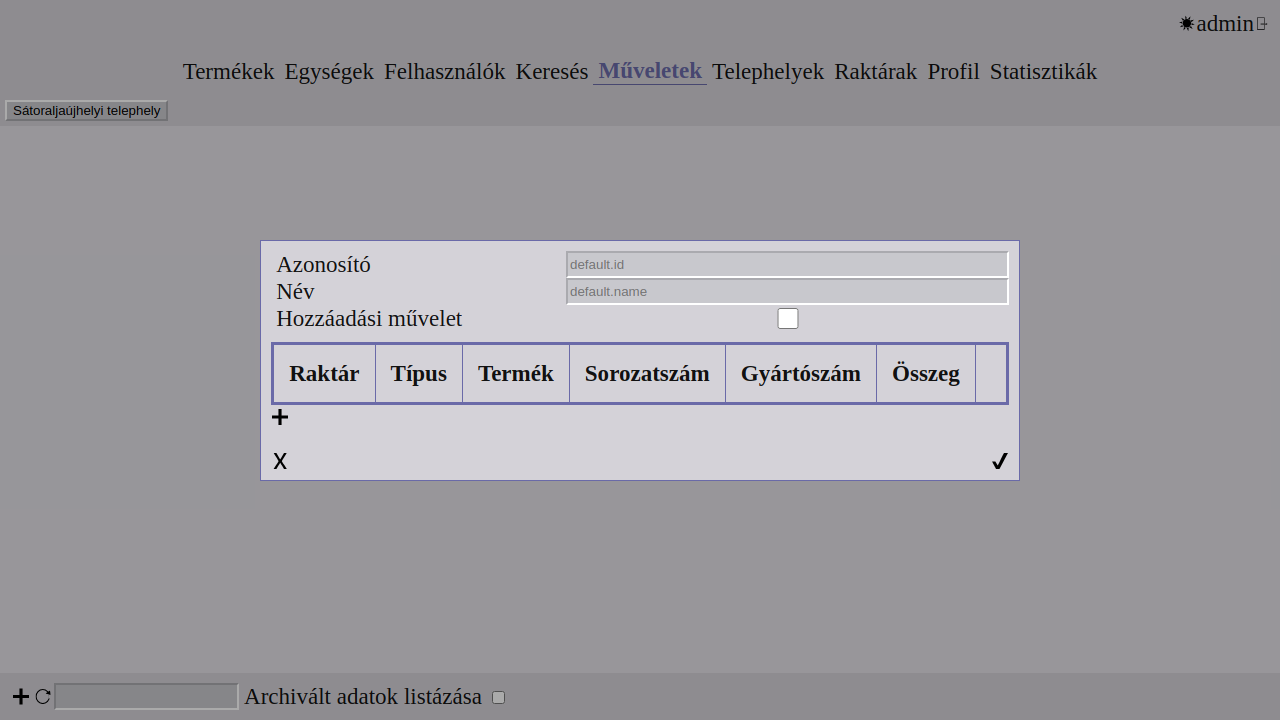 admin
Termékek Egységek Felhasználók Keresés Műveletek Telephelyek Raktárak Profil Statisztikák
Sátoraljaújhelyi telephely
Azonosító default.id
Név default.name
Hozzáadási művelet
Raktár Típus Termék Sorozatszám Gyártószám Összeg
X
Archivált adatok listázása